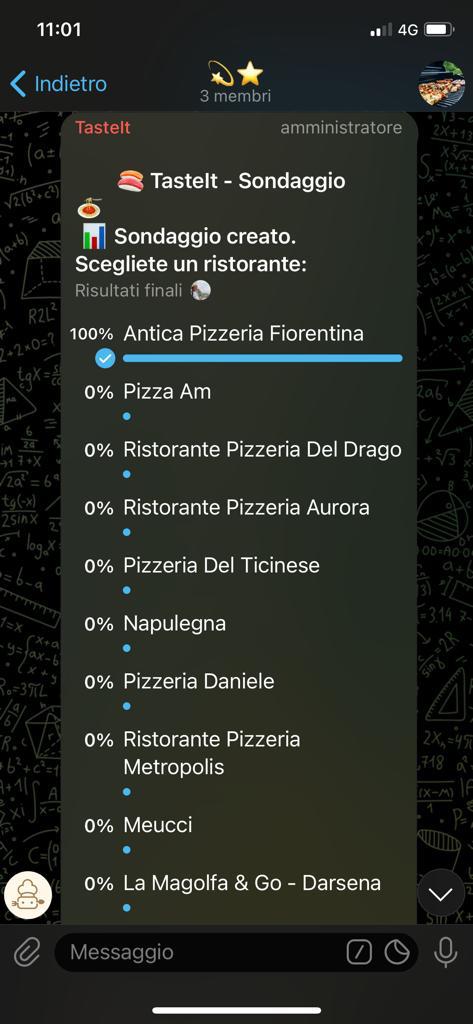 11:01
4G
Indietro
💫⭐
3 membri
TasteIt
amministratore
🍣 TasteIt - Sondaggio
🍝
📊 Sondaggio creato.
Scegliete un ristorante:
Risultati finali
100% Antica Pizzeria Fiorentina
0% Pizza Am
0% Ristorante Pizzeria Del Drago
0% Ristorante Pizzeria Aurora
0% Pizzeria Del Ticinese
0% Napulegna
0% Pizzeria Daniele
0% Ristorante Pizzeria
Metropolis
0% Meucci
0% La Magolfa & Go - Darsena
Messaggio